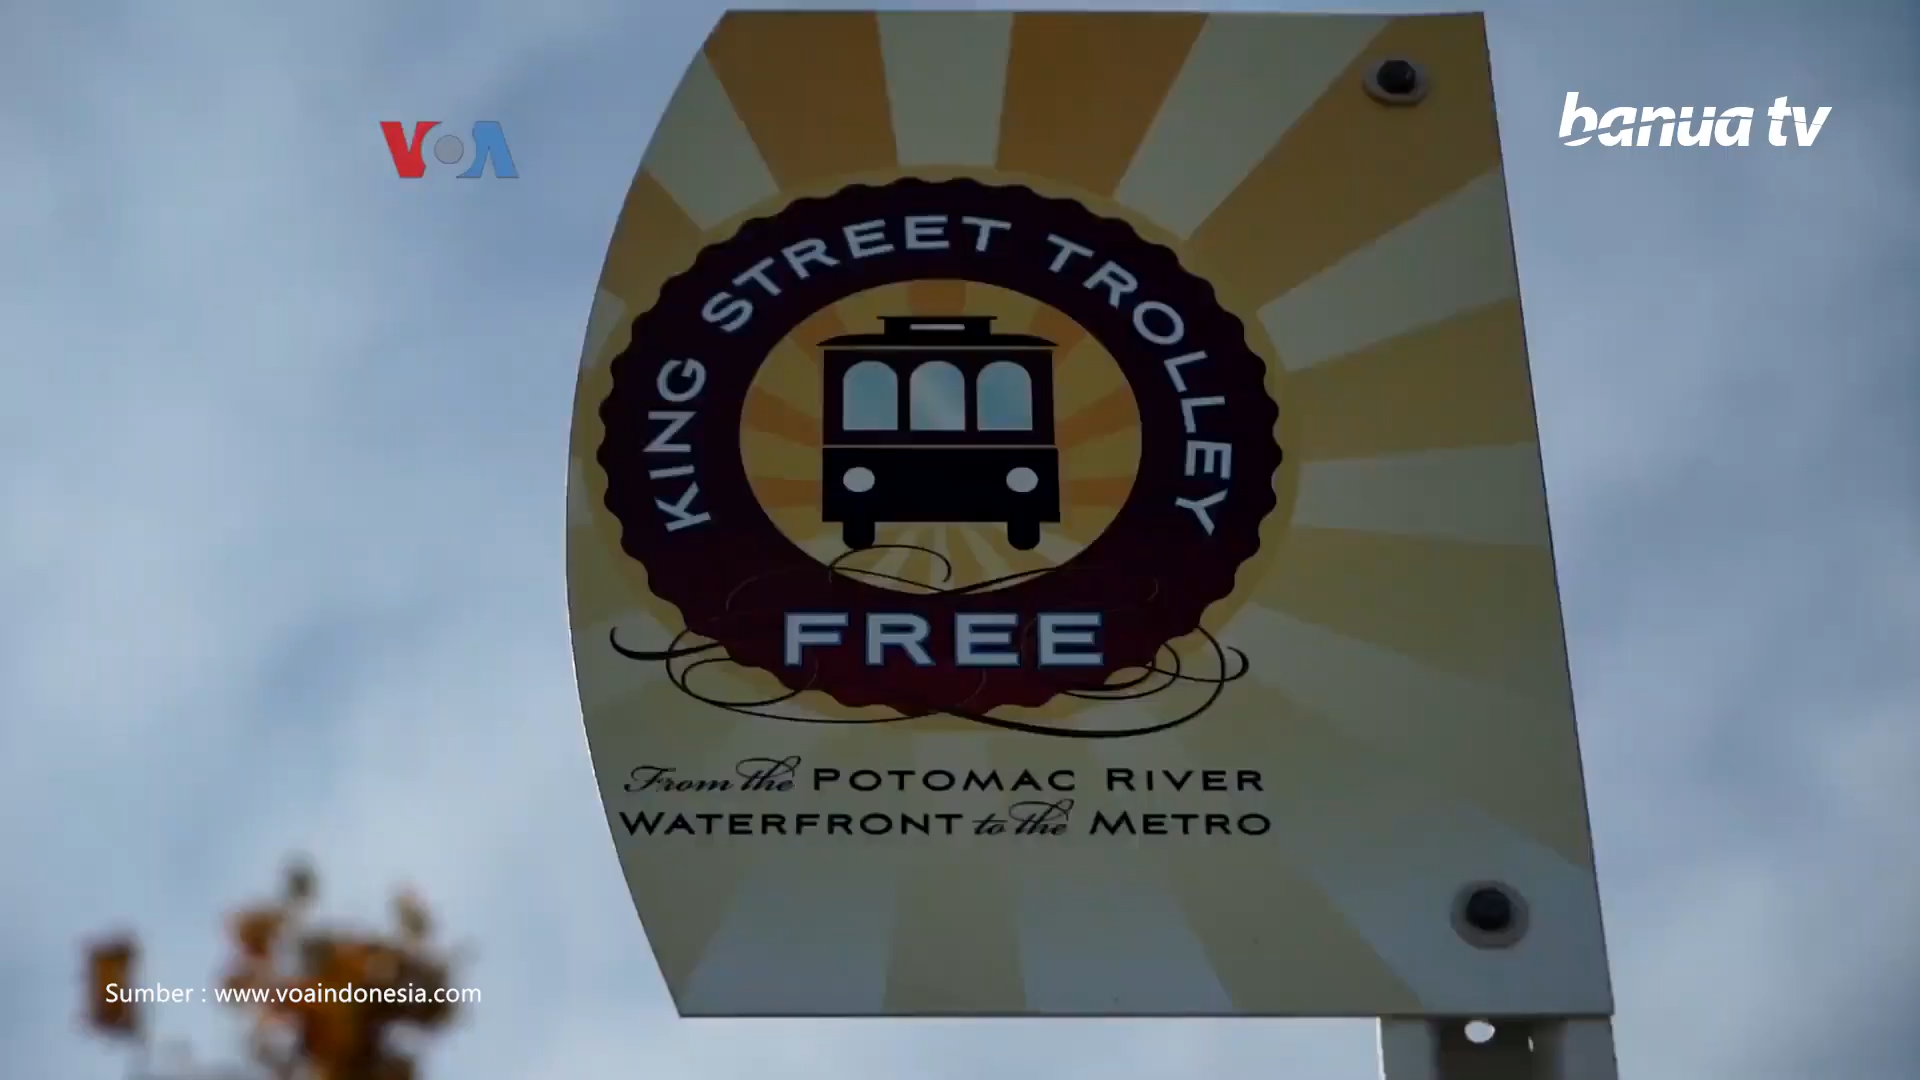 VOA
banua tv
KING STREET TROLLEY
FREE
From the POTOMAC RIVER
WATERFRONT to the METRO
Sumber : www.voaindonesia.com